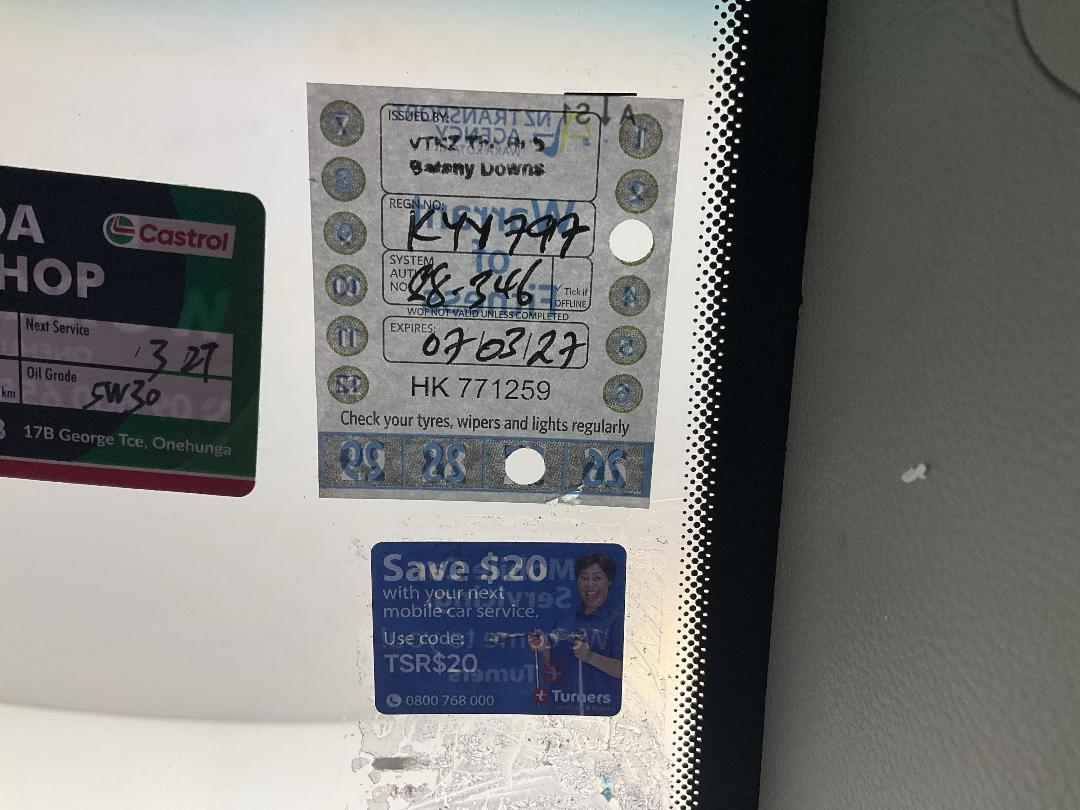 DA
Castrol
HOP
Next Service
3 27
Oil Grade
5W30
km
17B George Tce, Onehunga
7
8
9
10
11
12
ISSUED BY:
VTNZ
Botany Downs
REGN NO:
KYY797
SYSTEM
AUTH
NO:
28-346
Tick if
OFFLINE
WOF NOT VALID UNLESS COMPLETED
EXPIRES:
07/03/27
HK 771259
Check your tyres, wipers and lights regularly
1
2
4
5
6
29
28
26
NZ TRANSPORT
AGENCY
Warrant
of
Fitness
Save $20
with your next
mobile car service.
Use code:
TSR$20
0800 768 000
Turners